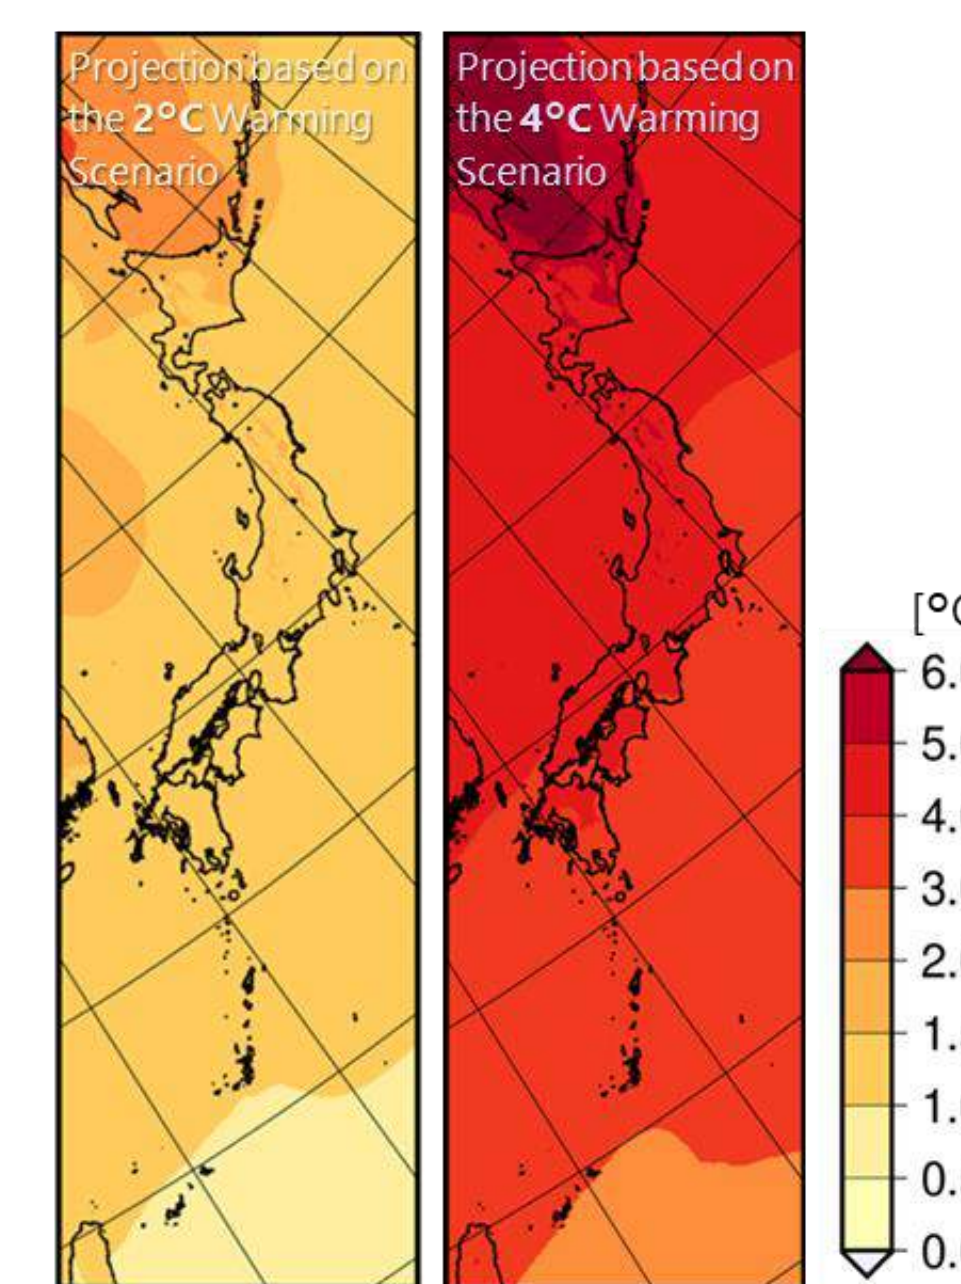 Projection based on
the 2°C Warming
Scenario
Projection based on
the 4°C Warming
Scenario
[°C
6.
5.
4.
3.
2.
1.
1.
0.
0.